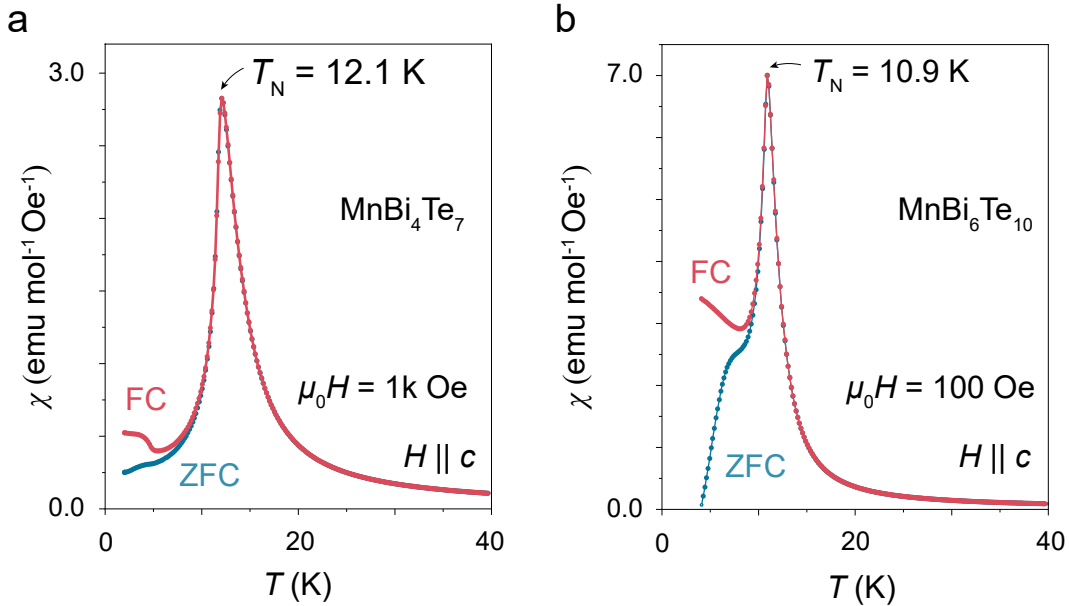 a
3.0
T_N = 12.1 K
χ (emu mol⁻¹ Oe⁻¹)
MnBi₄Te₇
FC
μ₀H = 1k Oe
ZFC
H || c
0.0
0
20
40
T (K)
b
7.0
T_N = 10.9 K
χ (emu mol⁻¹ Oe⁻¹)
MnBi₆Te₁₀
FC
μ₀H = 100 Oe
ZFC
H || c
0.0
0
20
40
T (K)